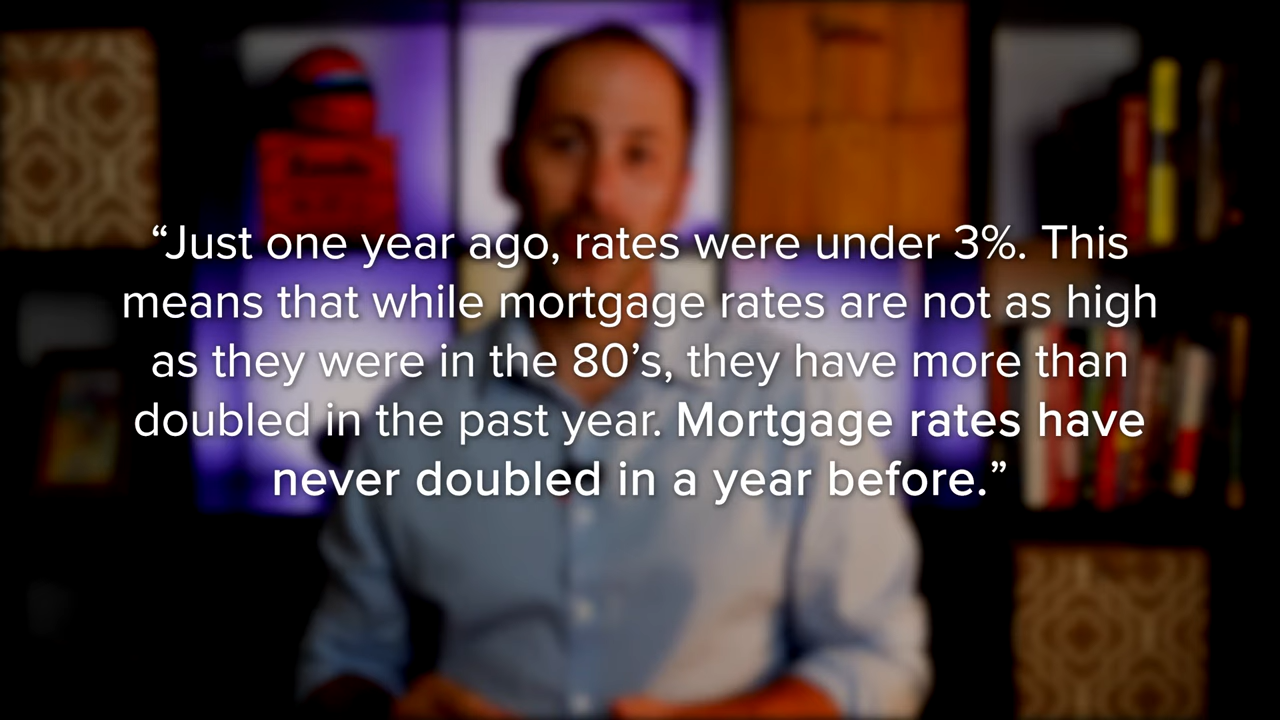 “Just one year ago, rates were under 3%. This
means that while mortgage rates are not as high
as they were in the 80’s, they have more than
doubled in the past year. Mortgage rates have
never doubled in a year before.”